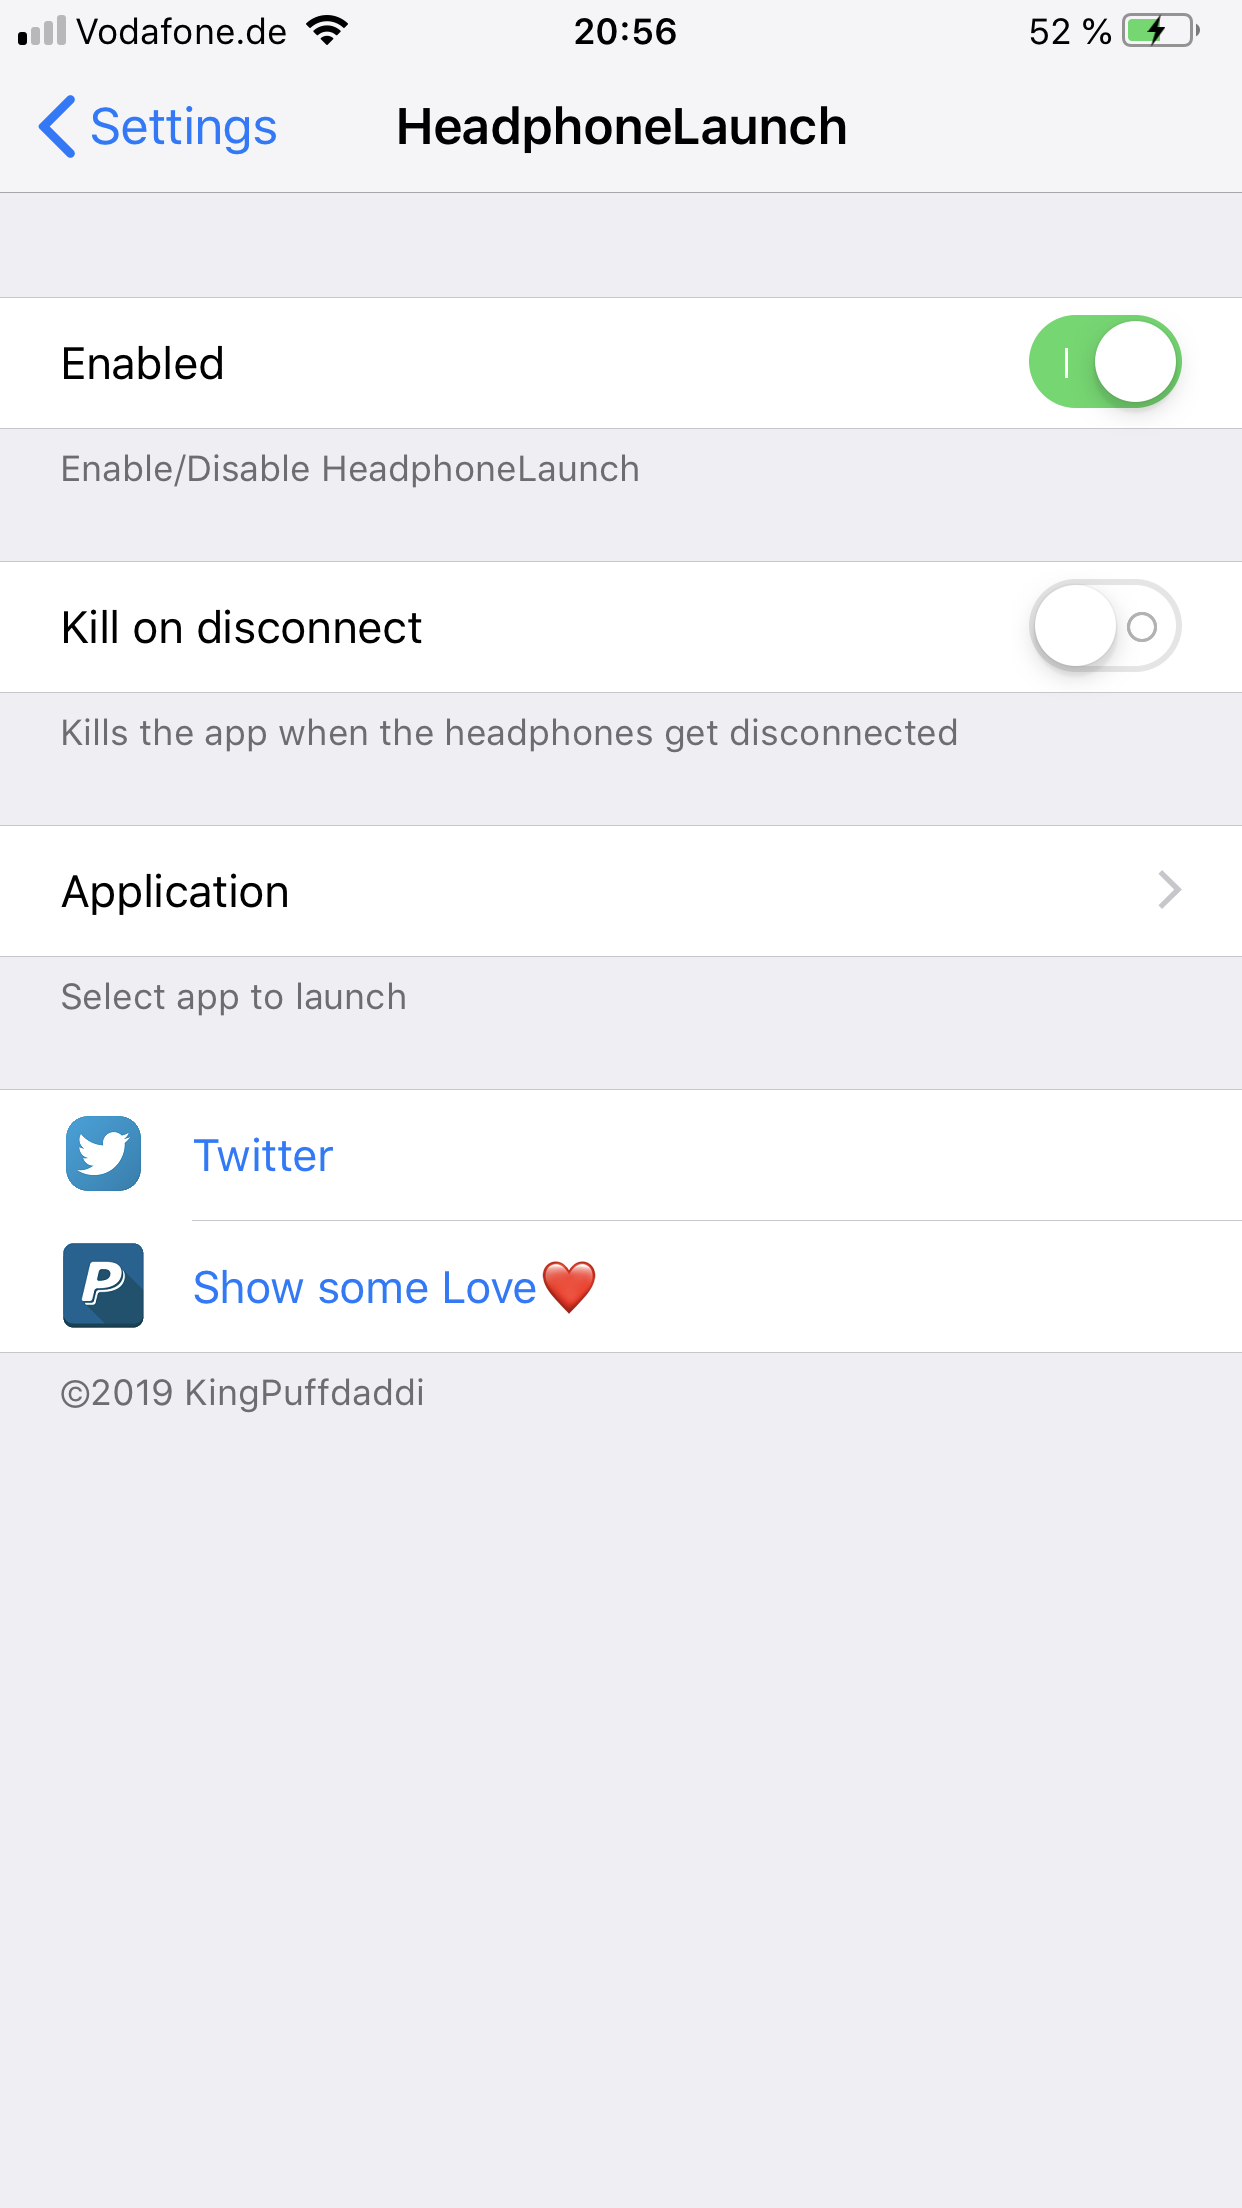 Vodafone.de 20:56 52 %
Settings HeadphoneLaunch
Enabled
Enable/Disable HeadphoneLaunch
Kill on disconnect
Kills the app when the headphones get disconnected
Application
Select app to launch
Twitter
Show some Love❤️
©2019 KingPuffdaddi